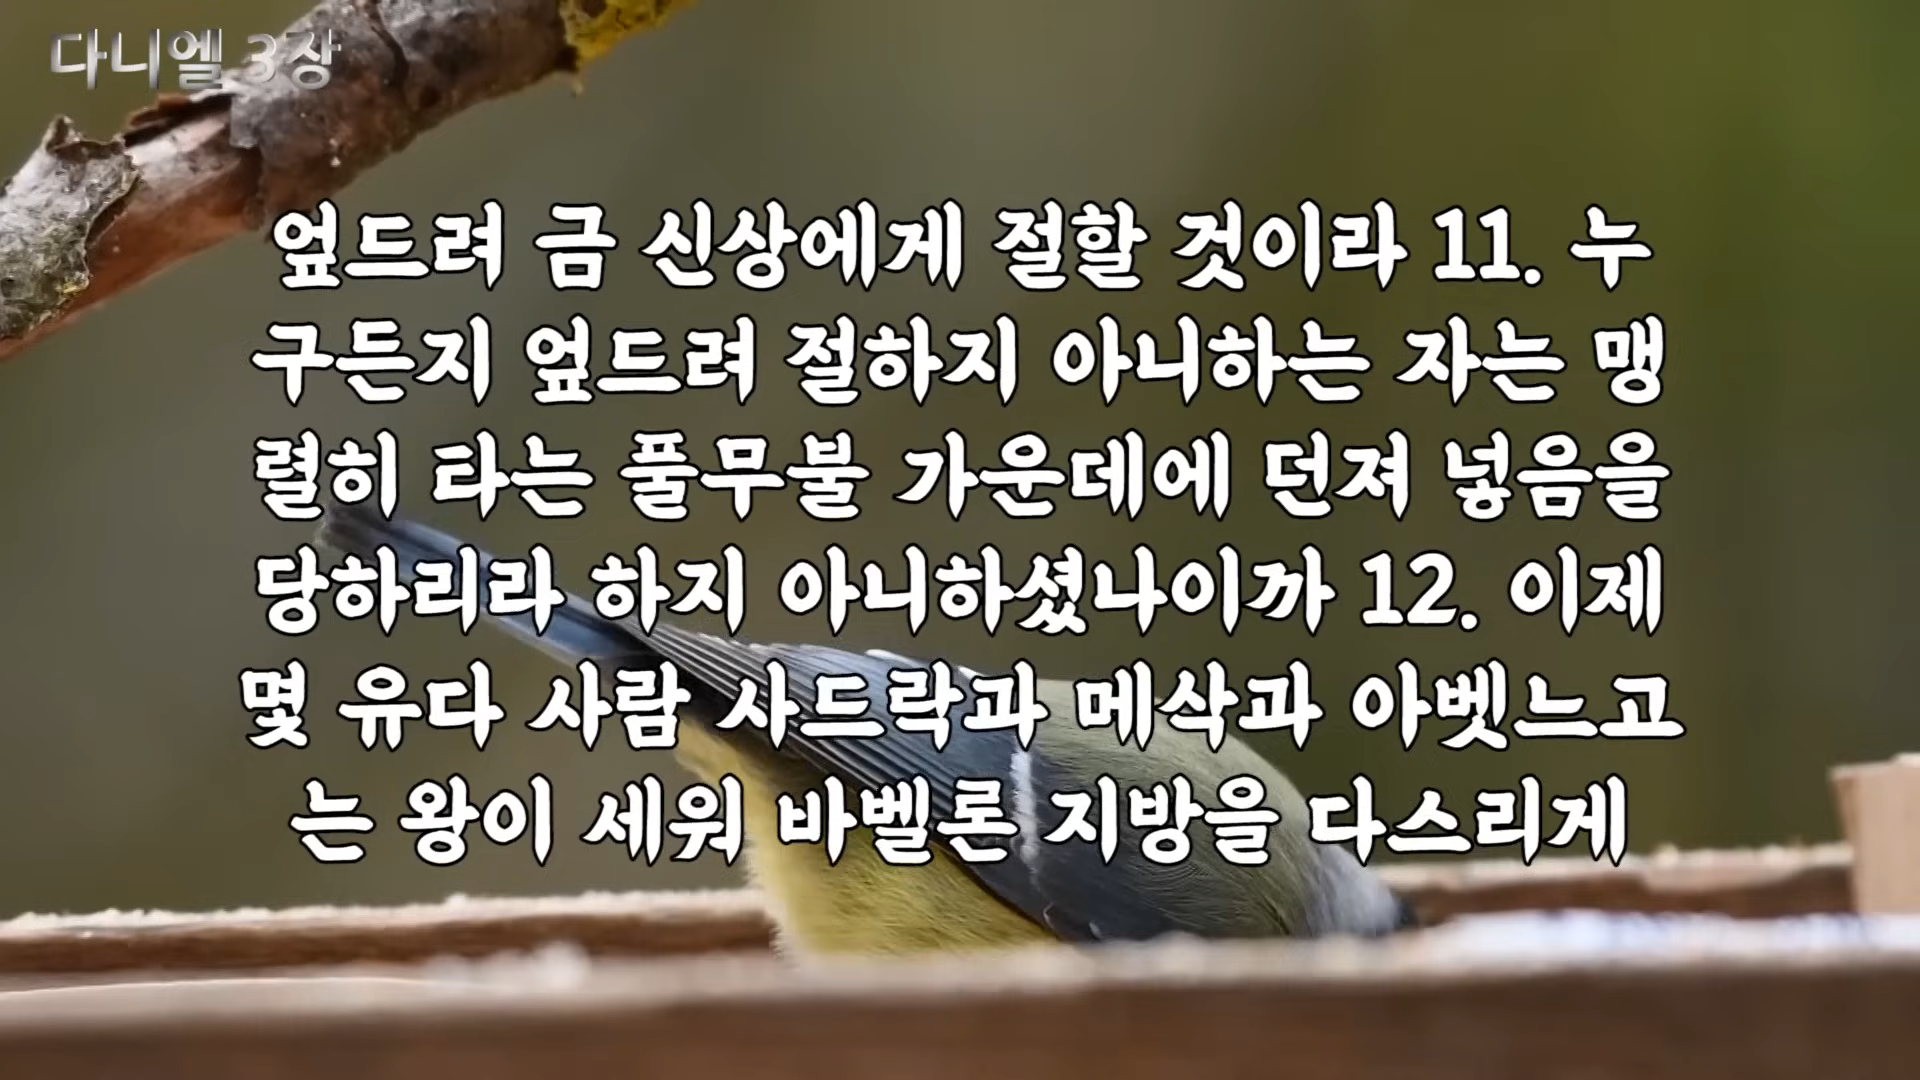 다니엘 3장
엎드려 금 신상에게 절할 것이라 11. 누
구든지 엎드려 절하지 아니하는 자는 맹
렬히 타는 풀무불 가운데에 던져 넣음을
당하리라 하지 아니하셨나이까 12. 이제
몇 유다 사람 사드락과 메삭과 아벳느고
는 왕이 세워 바벨론 지방을 다스리게